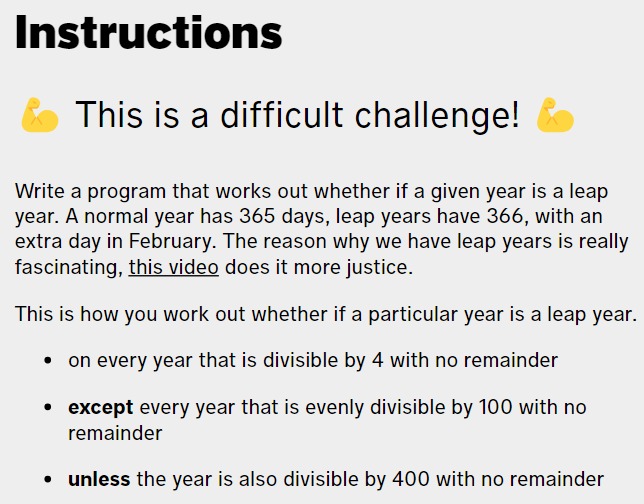 Instructions
💪 This is a difficult challenge! 💪
Write a program that works out whether if a given year is a leap
year. A normal year has 365 days, leap years have 366, with an
extra day in February. The reason why we have leap years is really
fascinating, this video does it more justice.
This is how you work out whether if a particular year is a leap year.
• on every year that is divisible by 4 with no remainder
• except every year that is evenly divisible by 100 with no
remainder
• unless the year is also divisible by 400 with no remainder